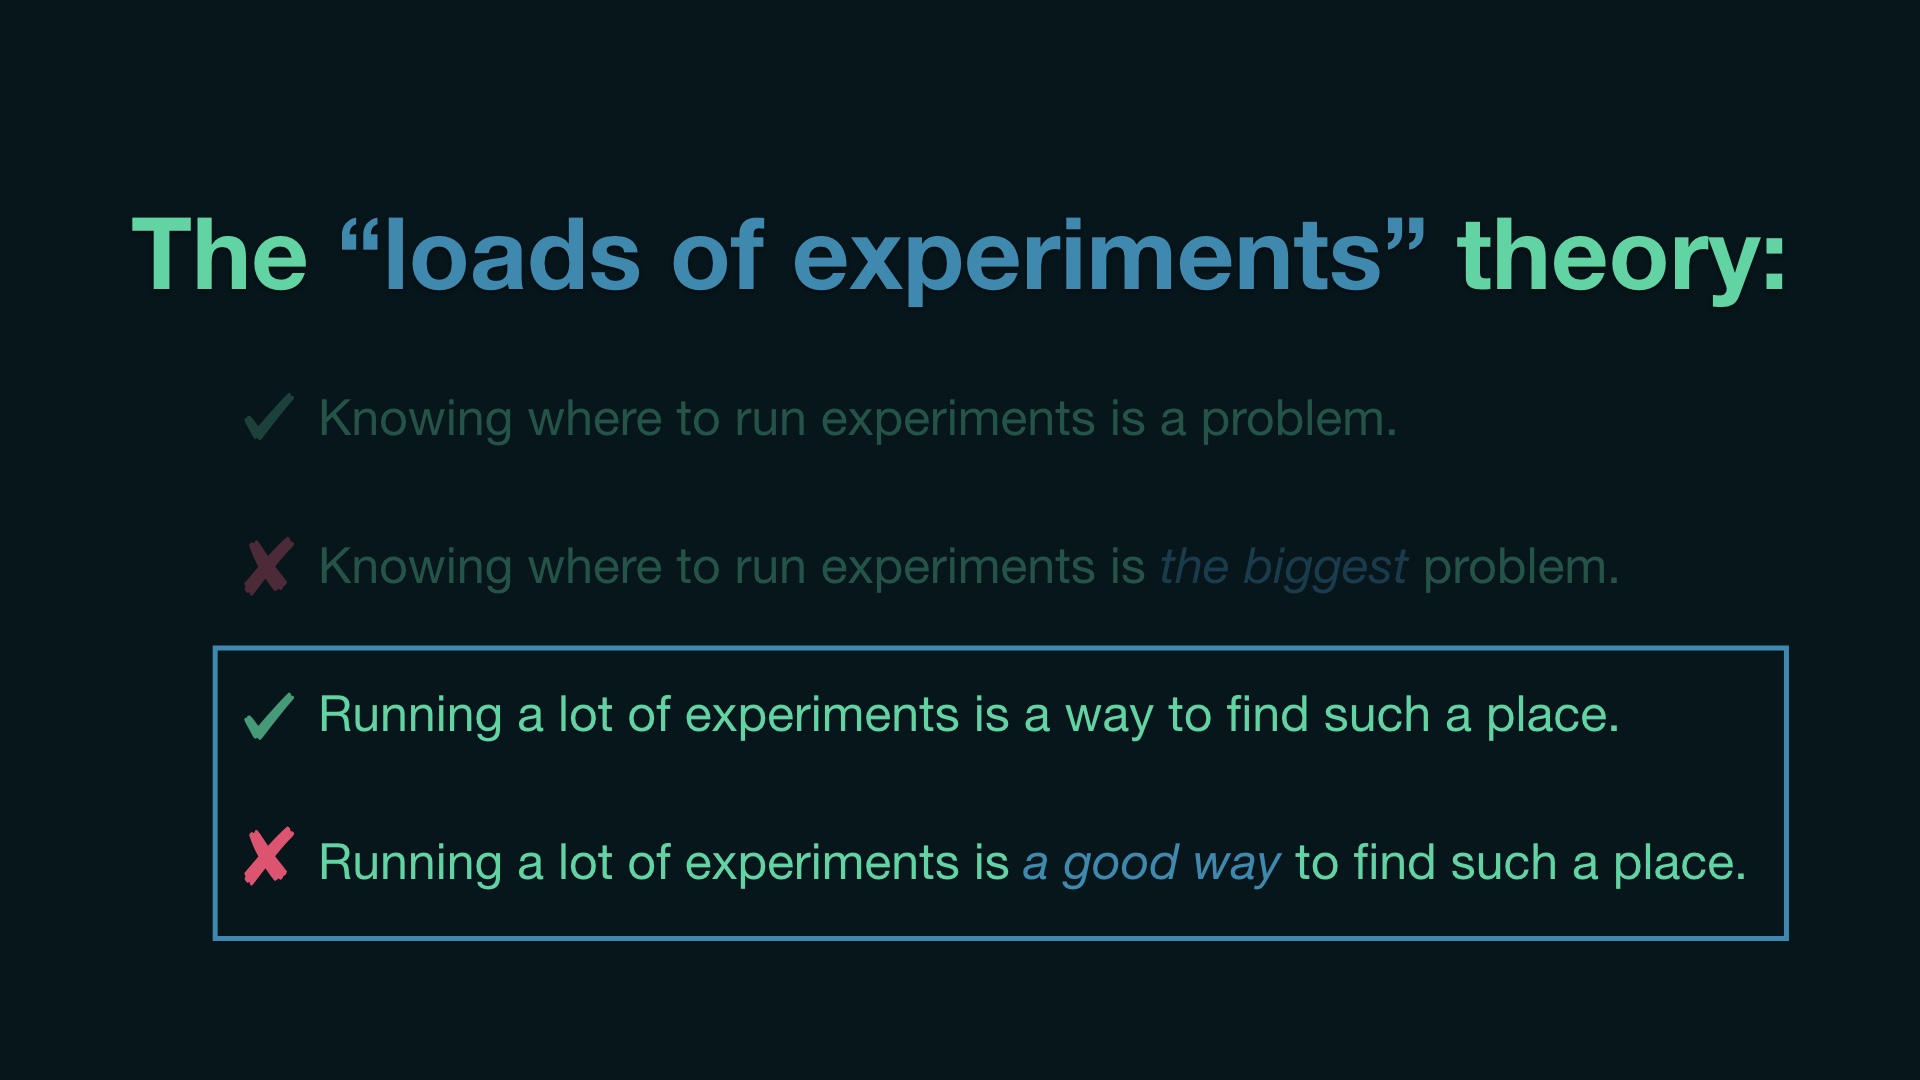 The “loads of experiments” theory:
✓ Knowing where to run experiments is a problem.
✘ Knowing where to run experiments is the biggest problem.
✓ Running a lot of experiments is a way to find such a place.
✘ Running a lot of experiments is a good way to find such a place.